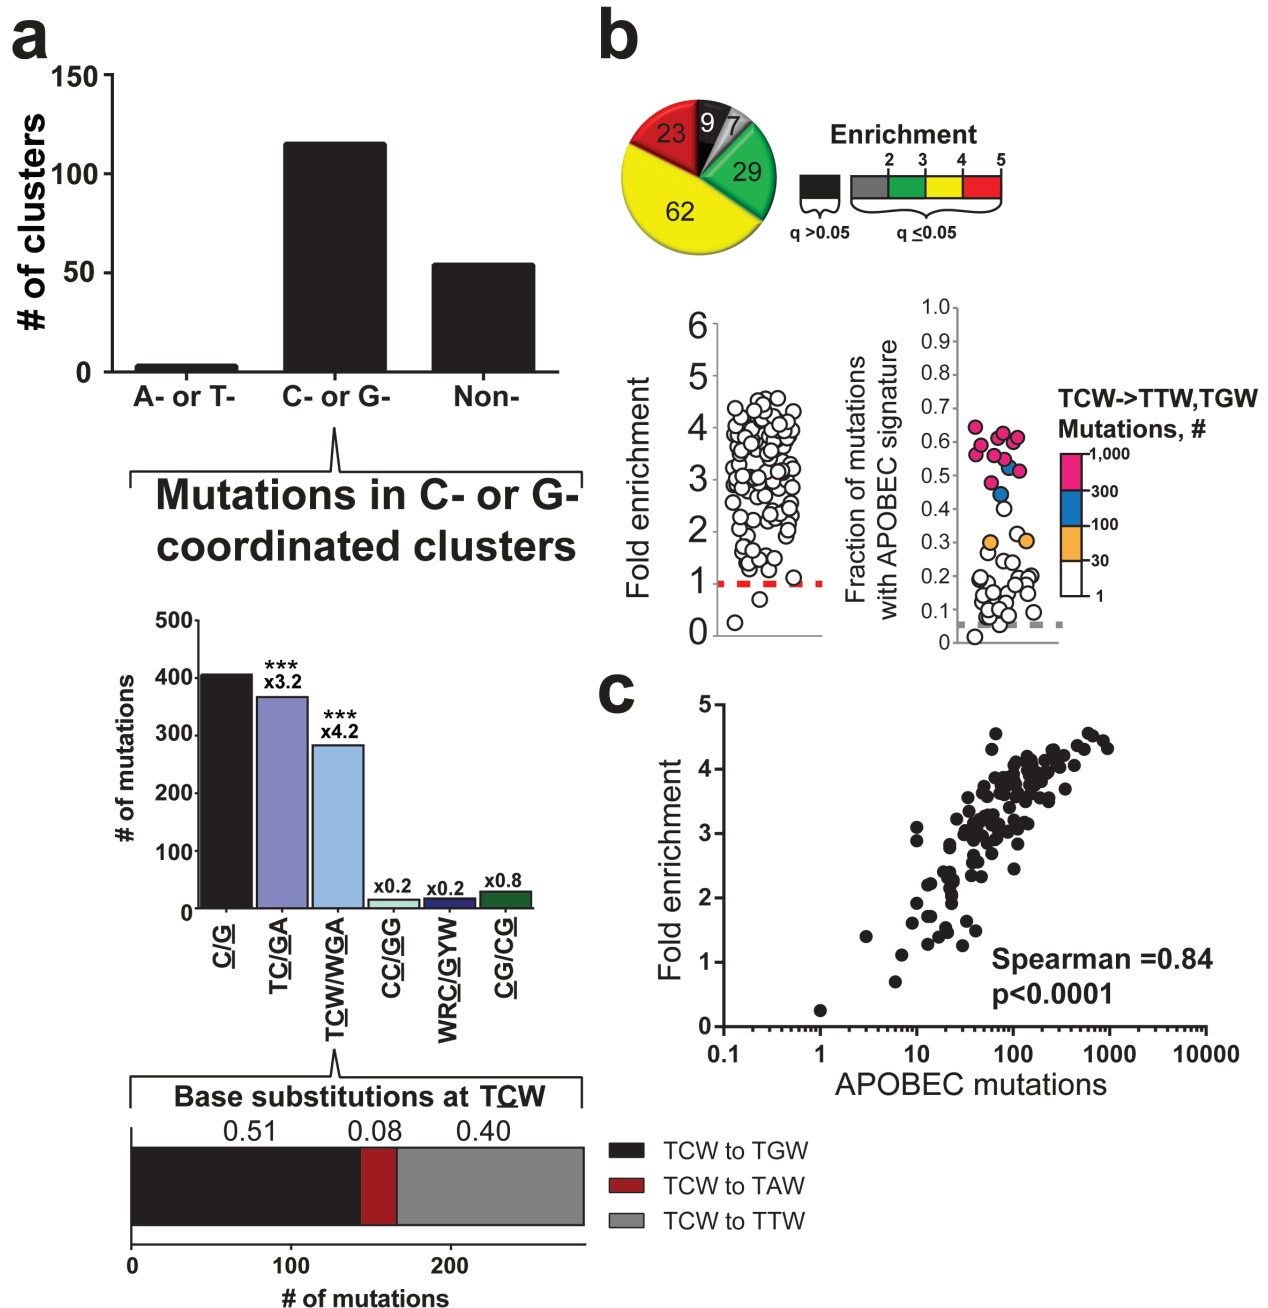 a
150
100
50
0
# of clusters
A- or T-
C- or G-
Non-
Mutations in C- or G-
coordinated clusters
500
400
300
200
100
0
# of mutations
***
x3.2
***
x4.2
x0.2
x0.2
x0.8
C/G
TC/GA
TCW/WGA
CC/GG
WRC/GYW
CG/CG
Base substitutions at TCW
0.51
0.08
0.40
TCW to TGW
TCW to TAW
TCW to TTW
0
100
200
# of mutations
b
23
9
7
29
62
Enrichment
2
3
4
5
q >0.05
q ≤0.05
6
5
4
3
2
1
0
Fold enrichment
1.0
0.9
0.8
0.7
0.6
0.5
0.4
0.3
0.2
0.1
0
Fraction of mutations
with APOBEC signature
TCW->TTW,TGW
Mutations, #
1,000
300
100
30
1
c
5
4
3
2
1
0
Fold enrichment
Spearman =0.84
p<0.0001
0.1
1
10
100
1000
10000
APOBEC mutations